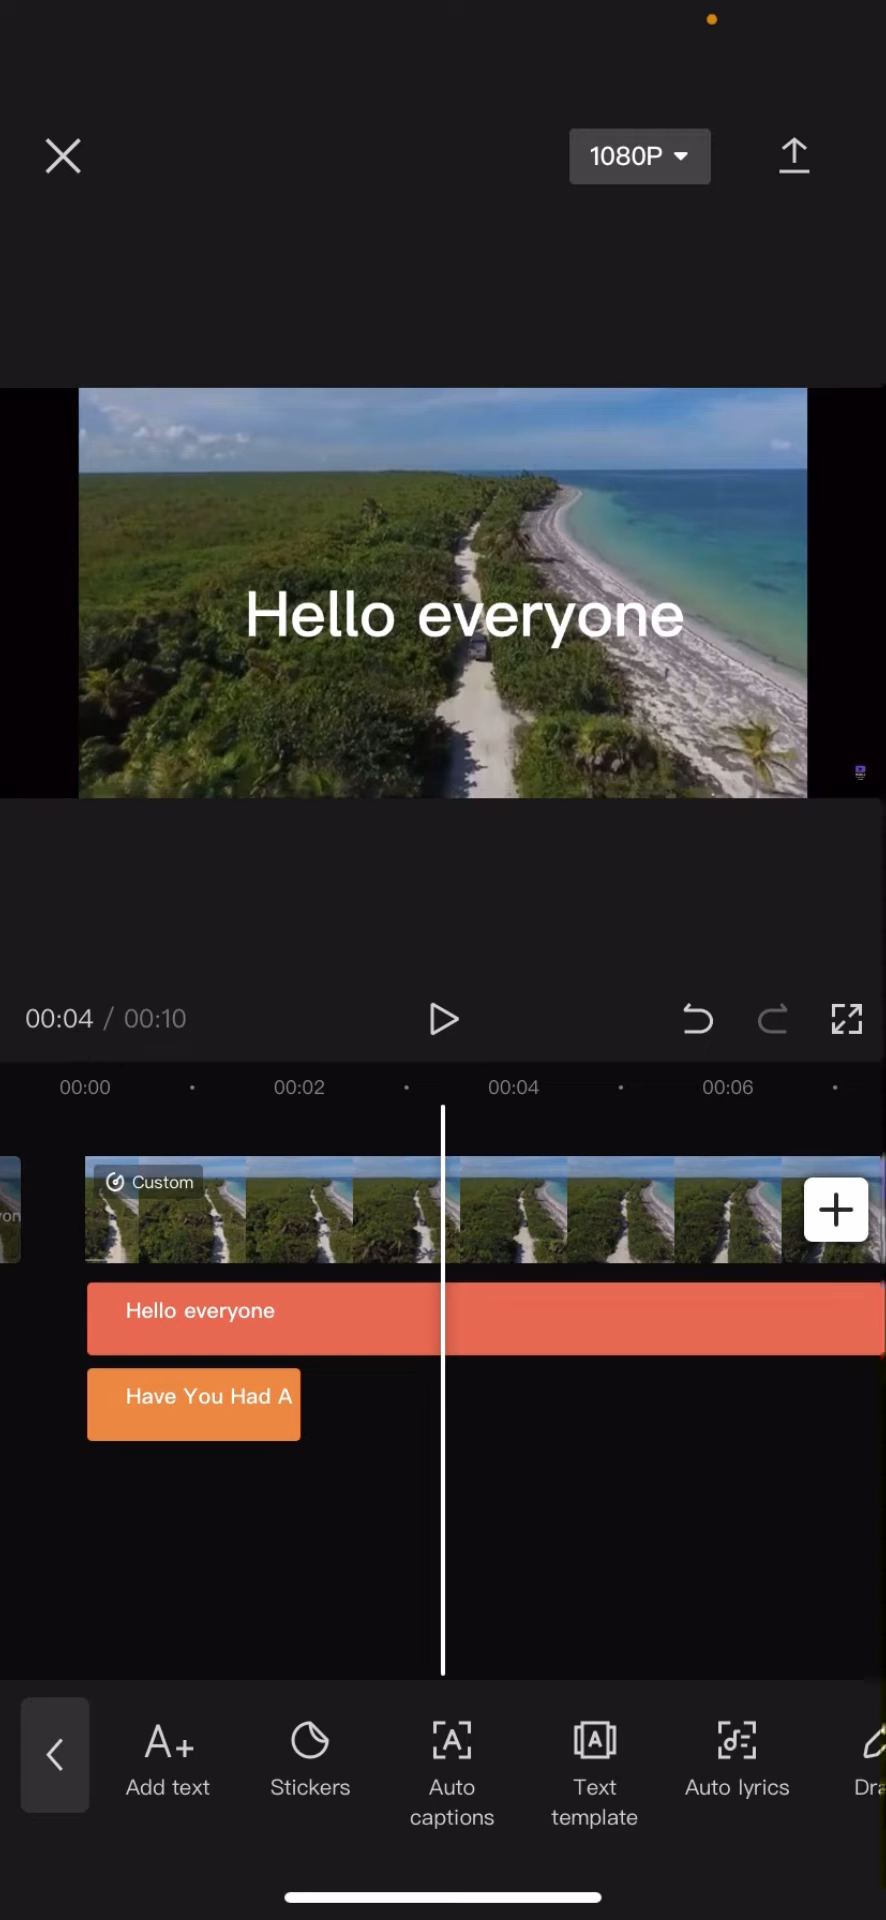 1080P
Hello everyone
00:04 / 00:10
00:00
00:02
00:04
00:06
Custom
Hello everyone
Have You Had A
Add text
Stickers
Auto
captions
Text
template
Auto lyrics